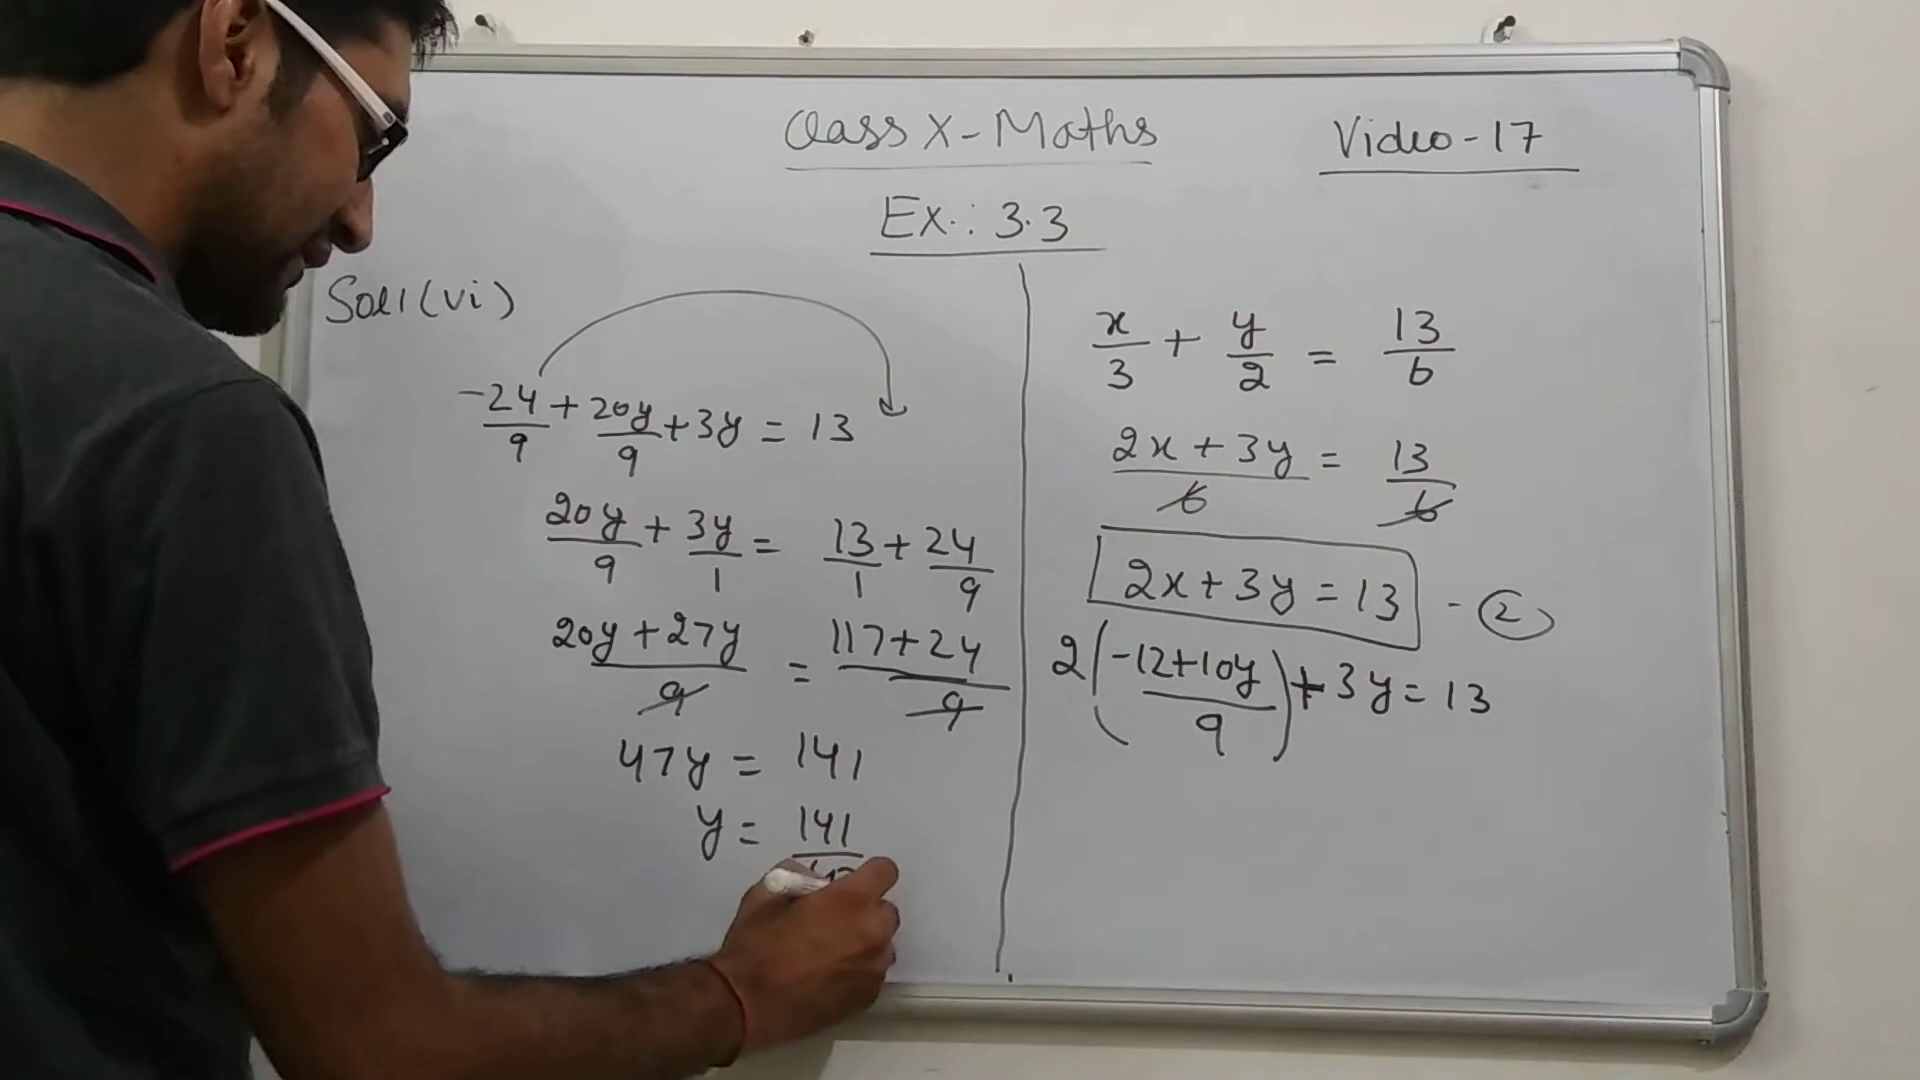 Class X - Maths
Video - 17
Ex.: 3.3
Sol 1 (vi)
-24/9 + 20y/9 + 3y = 13
20y/9 + 3y/1 = 13/1 + 24/9
20y + 27y/9 = 117 + 24/9
47y = 141
y = 141
x/3 + y/2 = 13/6
2x + 3y/6 = 13/6
2x + 3y = 13 - 2
2(-12 + 10y/9) + 3y = 13